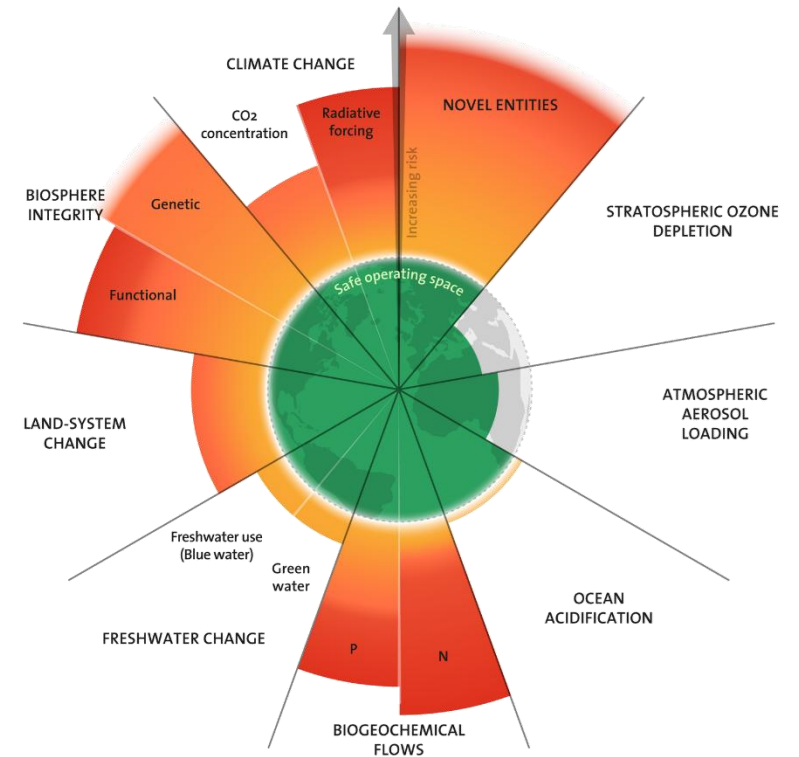 CLIMATE CHANGE
CO2
concentration
Radiative
forcing
NOVEL ENTITIES
Increasing risk
BIOSPHERE
INTEGRITY
Genetic
Functional
STRATOSPHERIC OZONE
DEPLETION
Safe operating space
LAND-SYSTEM
CHANGE
ATMOSPHERIC
AEROSOL
LOADING
Freshwater use
(Blue water)
Green
water
FRESHWATER CHANGE
P
N
OCEAN
ACIDIFICATION
BIOGEOCHEMICAL
FLOWS